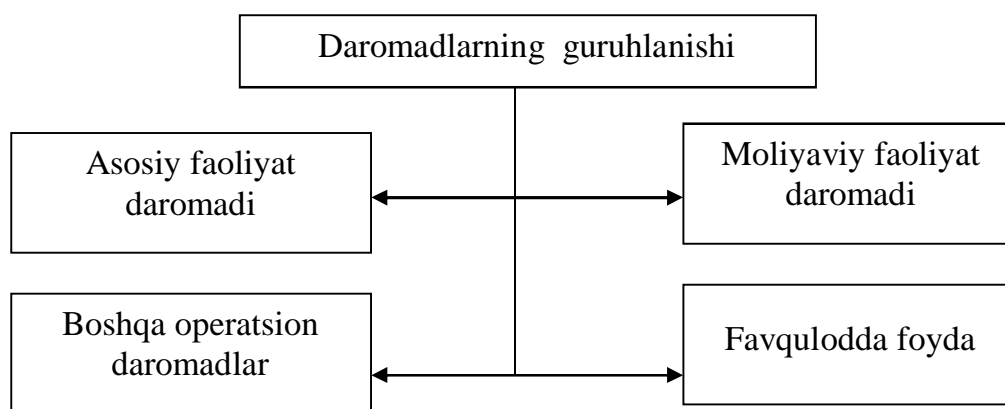 Daromadlarning guruhlanishi
Asosiy faoliyat
daromadi
Moliyaviy faoliyat
daromadi
Boshqa operatsion
daromadlar
Favqulodda foyda